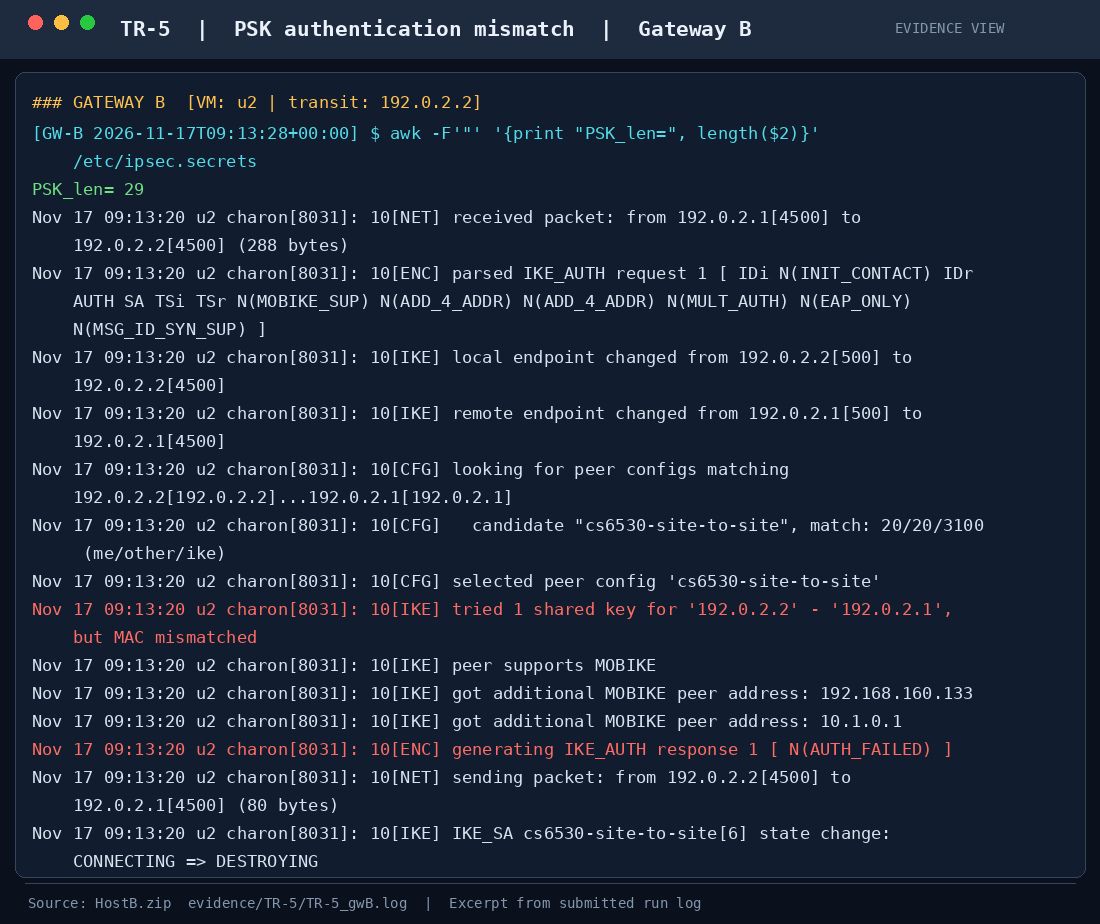 TR-5  |  PSK authentication mismatch  |  Gateway B
EVIDENCE VIEW
### GATEWAY B  [VM: u2 | transit: 192.0.2.2]
[GW-B 2026-11-17T09:13:28+00:00] $ awk -F'"' '{print "PSK_len=", length($2)}'
/etc/ipsec.secrets
PSK_len= 29
Nov 17 09:13:20 u2 charon[8031]: 10[NET] received packet: from 192.0.2.1[4500] to
192.0.2.2[4500] (288 bytes)
Nov 17 09:13:20 u2 charon[8031]: 10[ENC] parsed IKE_AUTH request 1 [ IDi N(INIT_CONTACT) IDr
AUTH SA TSi TSr N(MOBIKE_SUP) N(ADD_4_ADDR) N(ADD_4_ADDR) N(MULT_AUTH) N(EAP_ONLY)
N(MSG_ID_SYN_SUP) ]
Nov 17 09:13:20 u2 charon[8031]: 10[IKE] local endpoint changed from 192.0.2.2[500] to
192.0.2.2[4500]
Nov 17 09:13:20 u2 charon[8031]: 10[IKE] remote endpoint changed from 192.0.2.1[500] to
192.0.2.1[4500]
Nov 17 09:13:20 u2 charon[8031]: 10[CFG] looking for peer configs matching
192.0.2.2[192.0.2.2]...192.0.2.1[192.0.2.1]
Nov 17 09:13:20 u2 charon[8031]: 10[CFG]   candidate "cs6530-site-to-site", match: 20/20/3100
(me/other/ike)
Nov 17 09:13:20 u2 charon[8031]: 10[CFG] selected peer config 'cs6530-site-to-site'
Nov 17 09:13:20 u2 charon[8031]: 10[IKE] tried 1 shared key for '192.0.2.2' - '192.0.2.1',
but MAC mismatched
Nov 17 09:13:20 u2 charon[8031]: 10[IKE] peer supports MOBIKE
Nov 17 09:13:20 u2 charon[8031]: 10[IKE] got additional MOBIKE peer address: 192.168.160.133
Nov 17 09:13:20 u2 charon[8031]: 10[IKE] got additional MOBIKE peer address: 10.1.0.1
Nov 17 09:13:20 u2 charon[8031]: 10[ENC] generating IKE_AUTH response 1 [ N(AUTH_FAILED) ]
Nov 17 09:13:20 u2 charon[8031]: 10[NET] sending packet: from 192.0.2.2[4500] to
192.0.2.1[4500] (80 bytes)
Nov 17 09:13:20 u2 charon[8031]: 10[IKE] IKE_SA cs6530-site-to-site[6] state change:
CONNECTING => DESTROYING
Source: HostB.zip  evidence/TR-5/TR-5_gwB.log  |  Excerpt from submitted run log